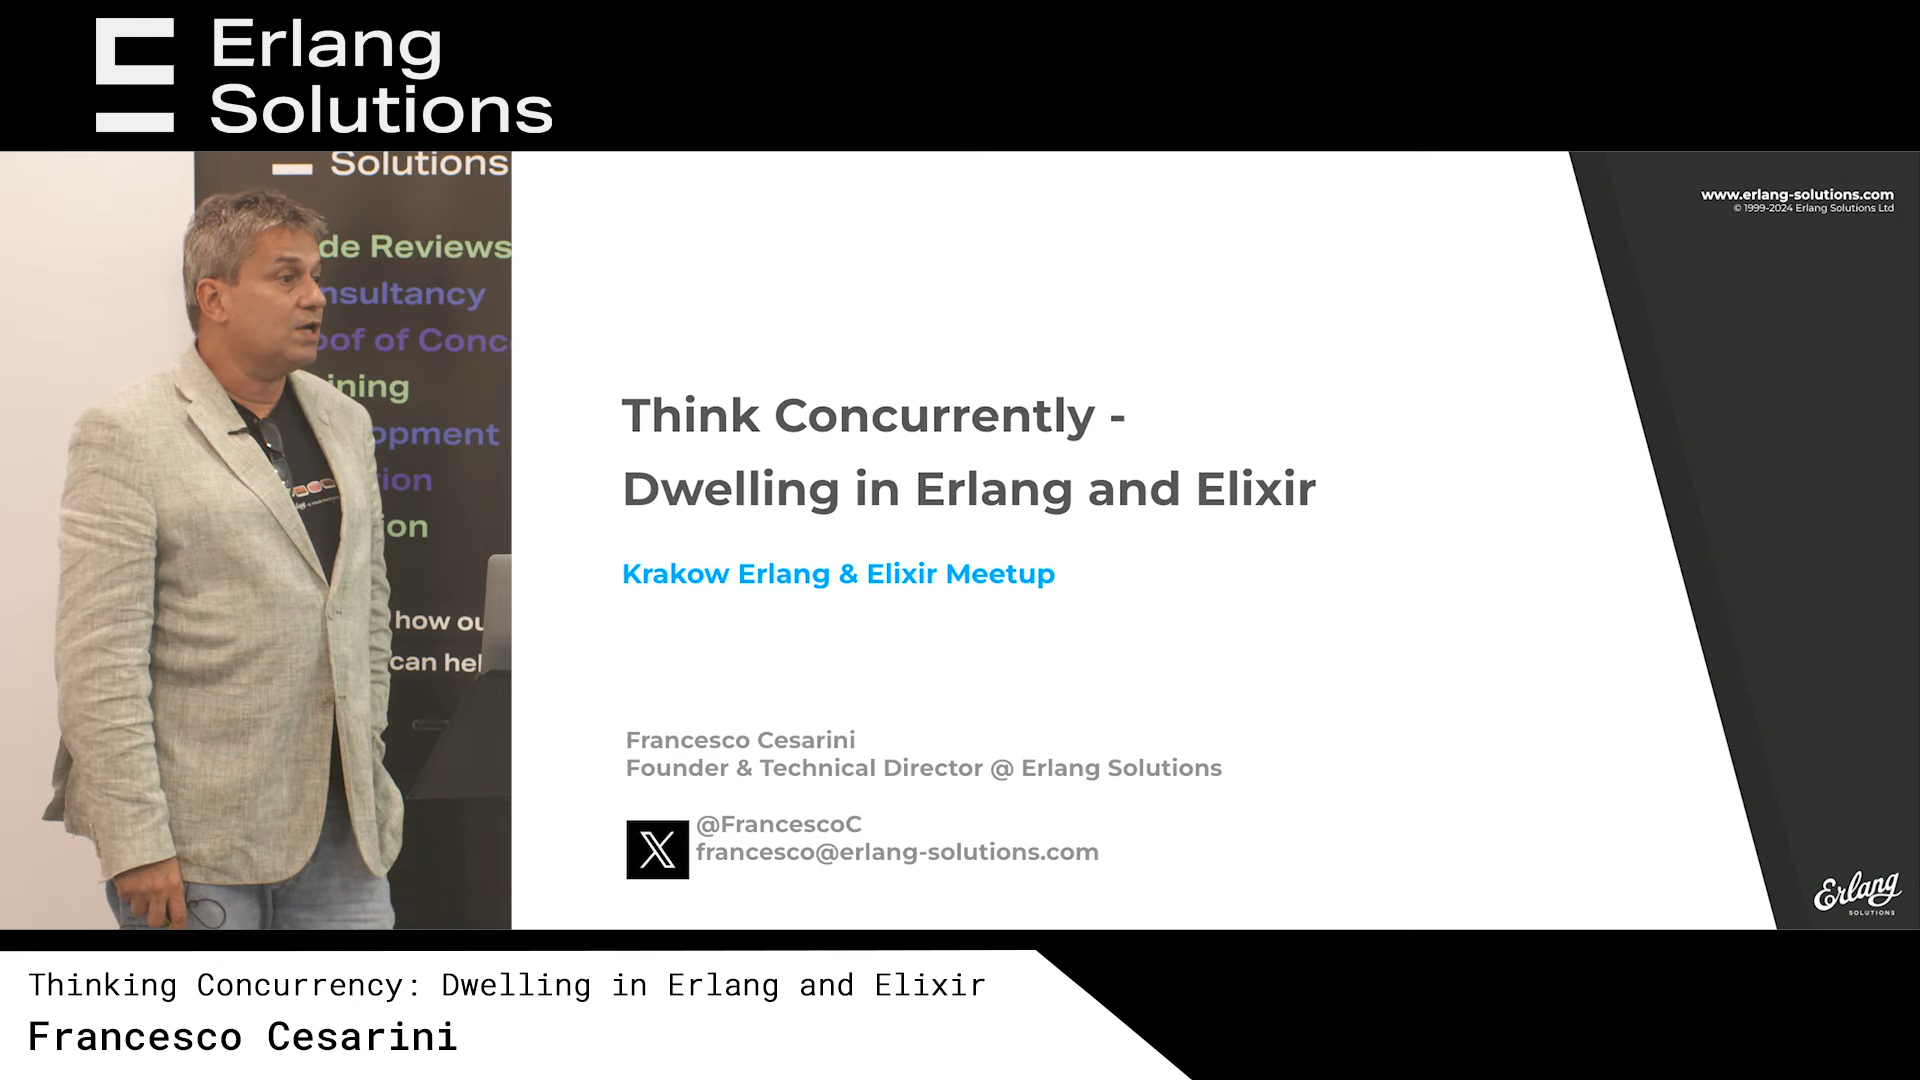 Erlang
Solutions
Solutions
de Reviews
nsultancy
oof of Conc
ining
opment
ion
ion
how ou
can hel
www.erlang-solutions.com
© 1999-2024 Erlang Solutions Ltd
Think Concurrently -
Dwelling in Erlang and Elixir
Krakow Erlang & Elixir Meetup
Francesco Cesarini
Founder & Technical Director @ Erlang Solutions
@FrancescoC
francesco@erlang-solutions.com
Erlang
SOLUTIONS
Thinking Concurrency: Dwelling in Erlang and Elixir
Francesco Cesarini